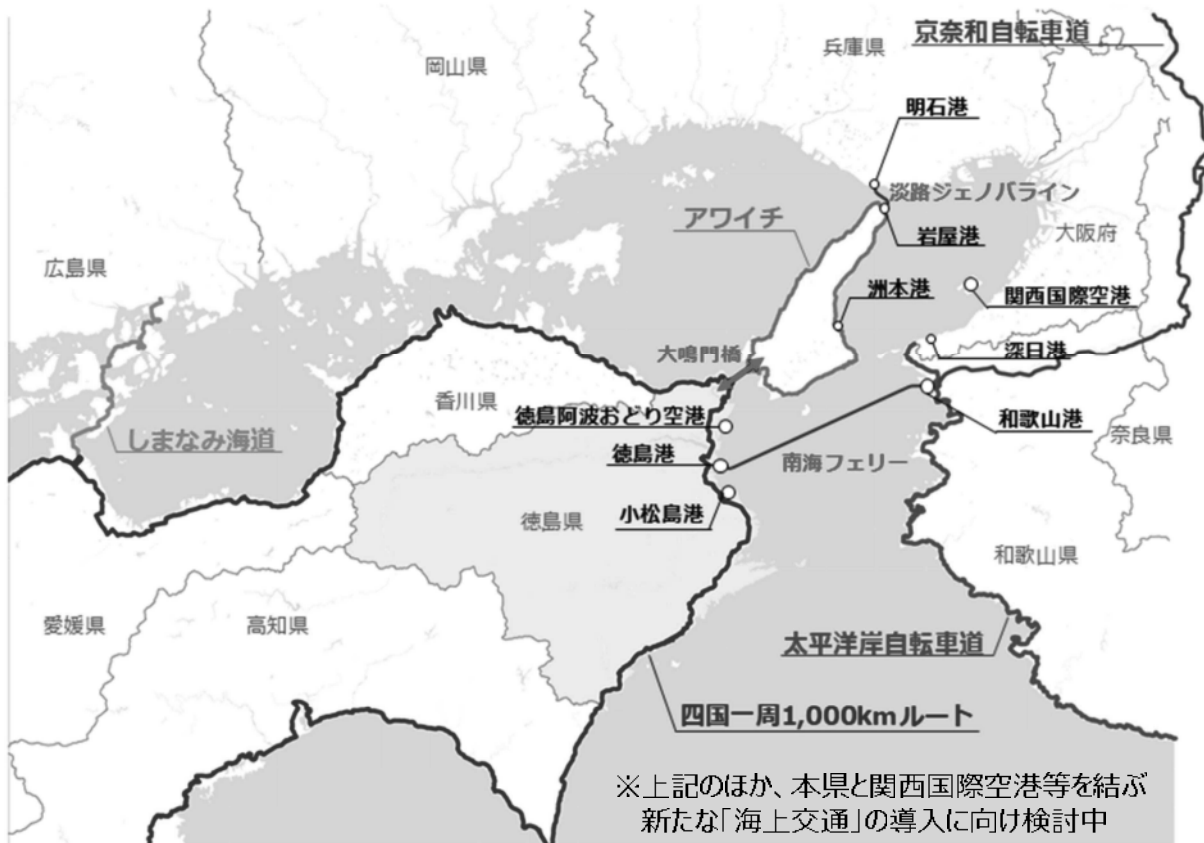 京奈和自転車道
兵庫県
岡山県
明石港
淡路ジェノバライン
アワイチ
岩屋港
大阪府
広島県
洲本港
関西国際空港
深日港
大鳴門橋
香川県
徳島阿波おどり空港
和歌山港
奈良県
しまなみ海道
徳島港
南海フェリー
小松島港
徳島県
和歌山県
愛媛県
高知県
太平洋岸自転車道
四国一周1,000kmルート
※上記のほか、本県と関西国際空港等を結ぶ
新たな「海上交通」の導入に向け検討中